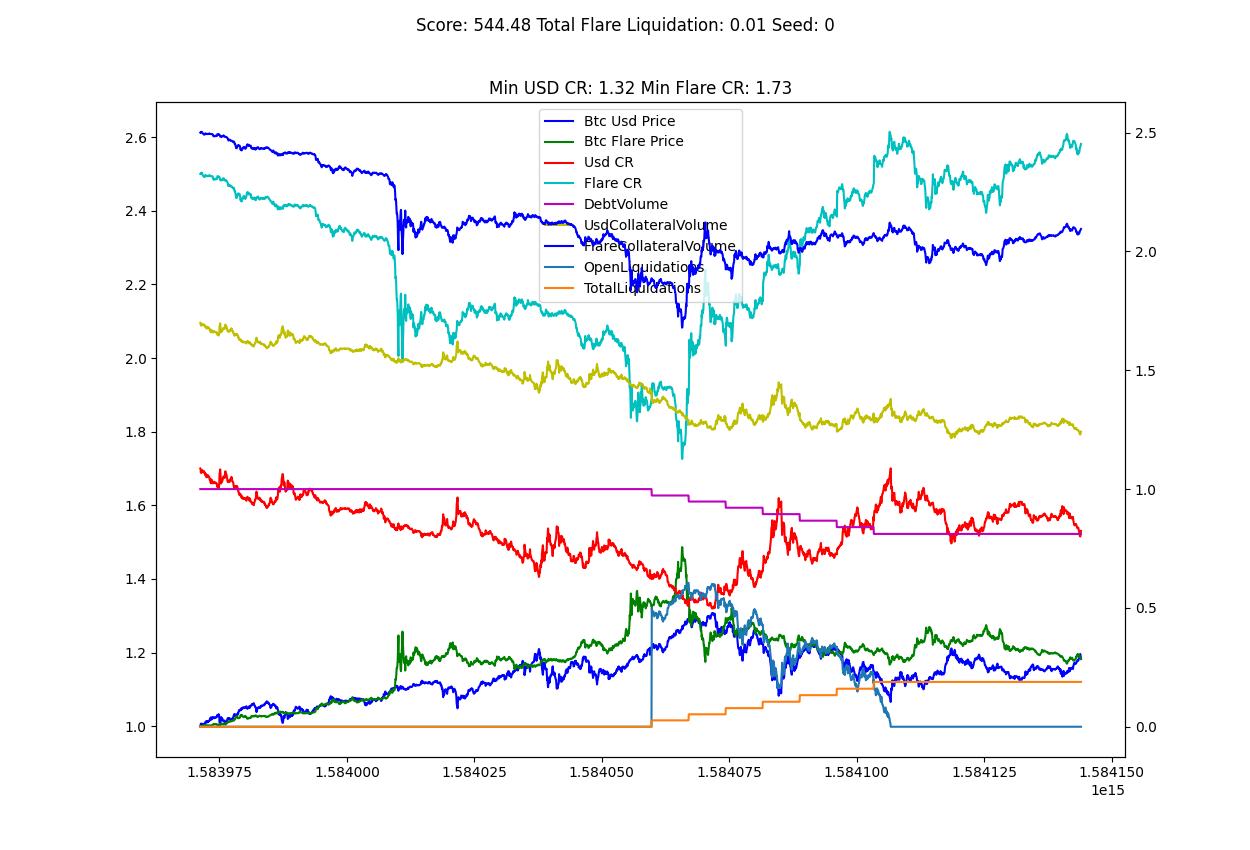 Score: 544.48 Total Flare Liquidation: 0.01 Seed: 0
Min USD CR: 1.32 Min Flare CR: 1.73
Btc Usd Price
Btc Flare Price
Usd CR
Flare CR
DebtVolume
UsdCollateralVolume
FlareCollateralVolume
OpenLiquidations
TotalLiquidations
2.6
2.4
2.2
2.0
1.8
1.6
1.4
1.2
1.0
2.5
2.0
1.5
1.0
0.5
0.0
1.583975 1.584000 1.584025 1.584050 1.584075 1.584100 1.584125 1.584150
1e15